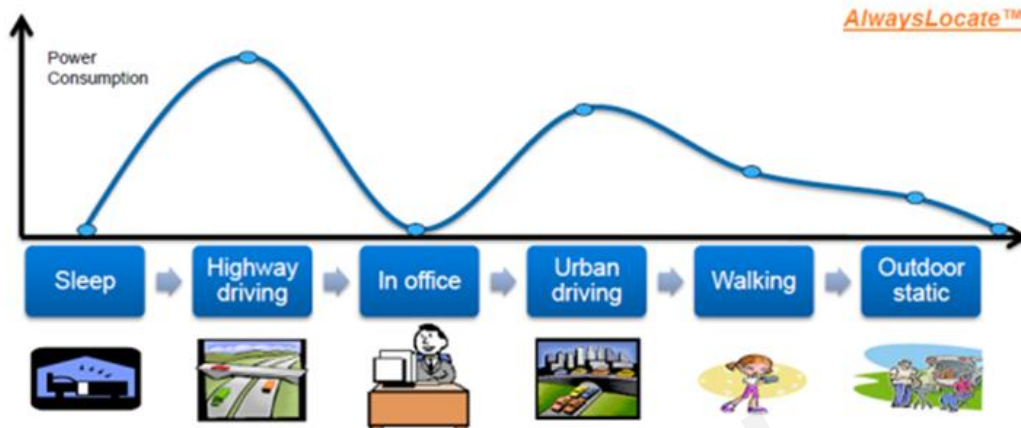 AlwaysLocate™
Power
Consumption
Sleep
Highway
driving
In office
Urban
driving
Walking
Outdoor
static